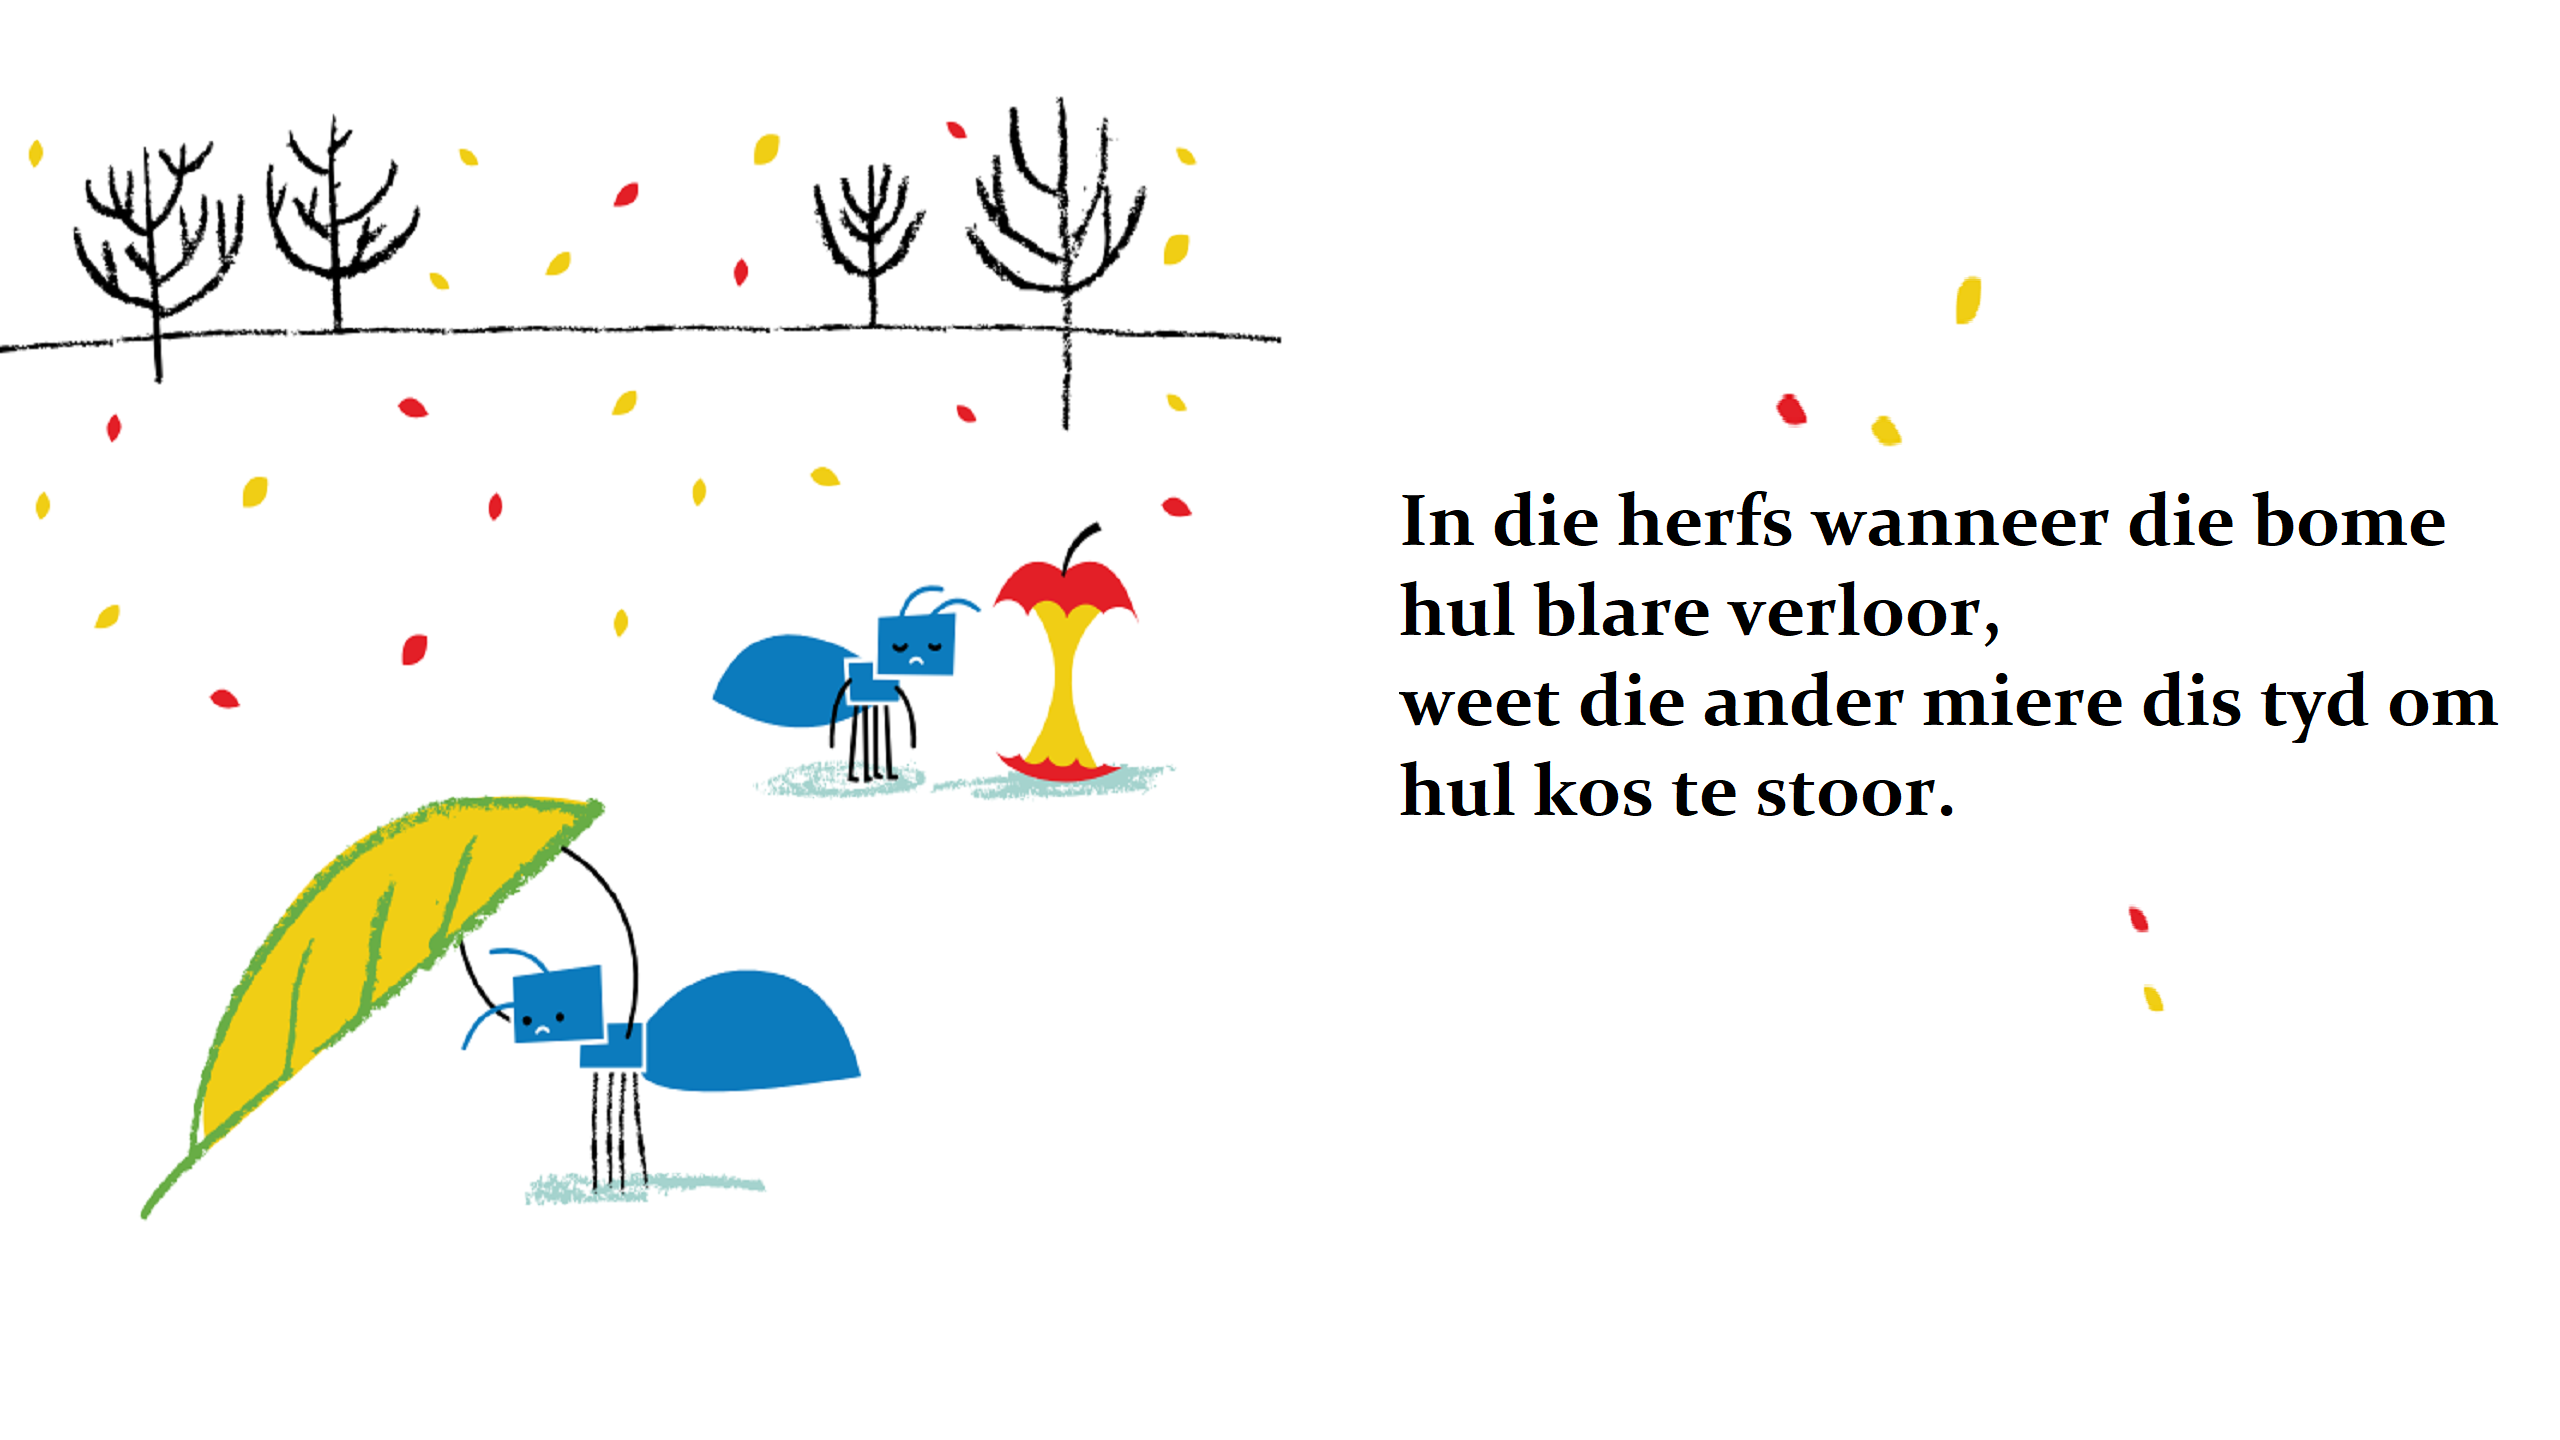 In die herfs wanneer die bome
hul blare verloor,
weet die ander miere dis tyd om
hul kos te stoor.